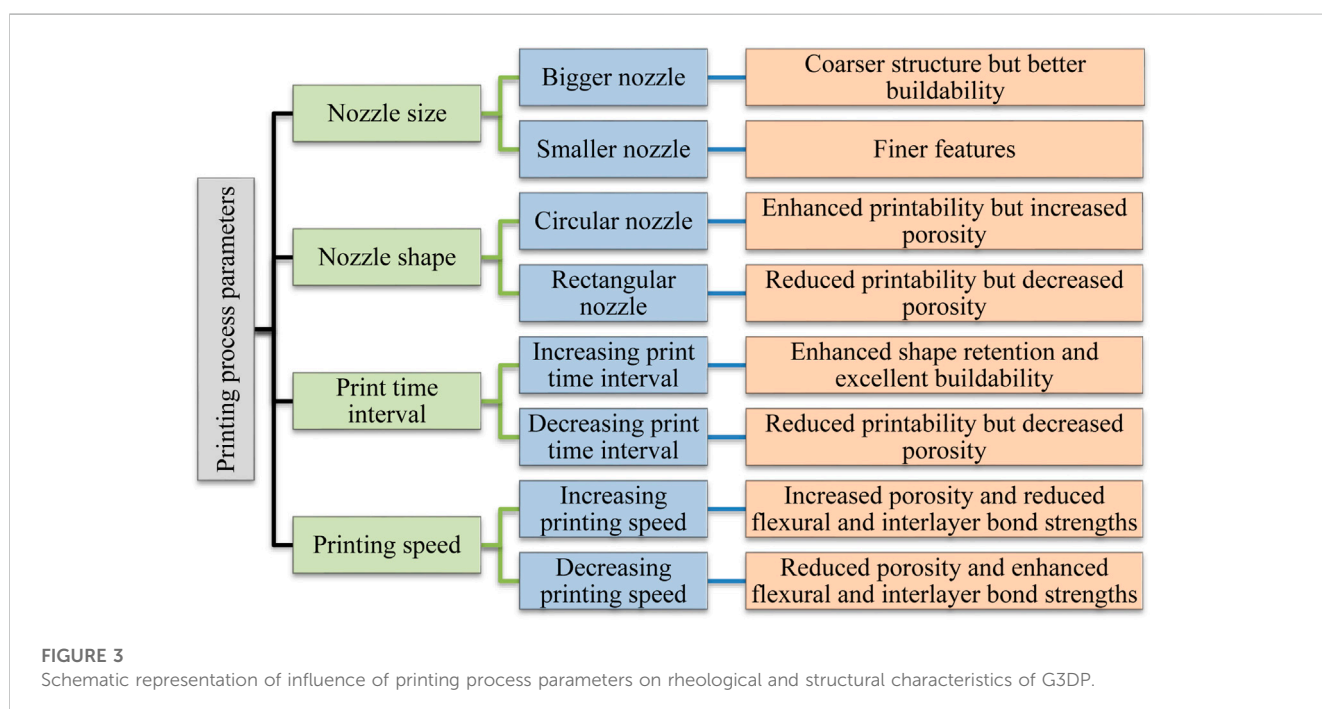 Printing process parameters
Nozzle size
Bigger nozzle
Coarser structure but better
buildability
Smaller nozzle
Finer features
Nozzle shape
Circular nozzle
Enhanced printability but increased
porosity
Rectangular
nozzle
Reduced printability but decreased
porosity
Print time
interval
Increasing print
time interval
Enhanced shape retention and
excellent buildability
Decreasing print
time interval
Reduced printability but decreased
porosity
Printing speed
Increasing
printing speed
Increased porosity and reduced
flexural and interlayer bond strengths
Decreasing
printing speed
Reduced porosity and enhanced
flexural and interlayer bond strengths
FIGURE 3
Schematic representation of influence of printing process parameters on rheological and structural characteristics of G3DP.